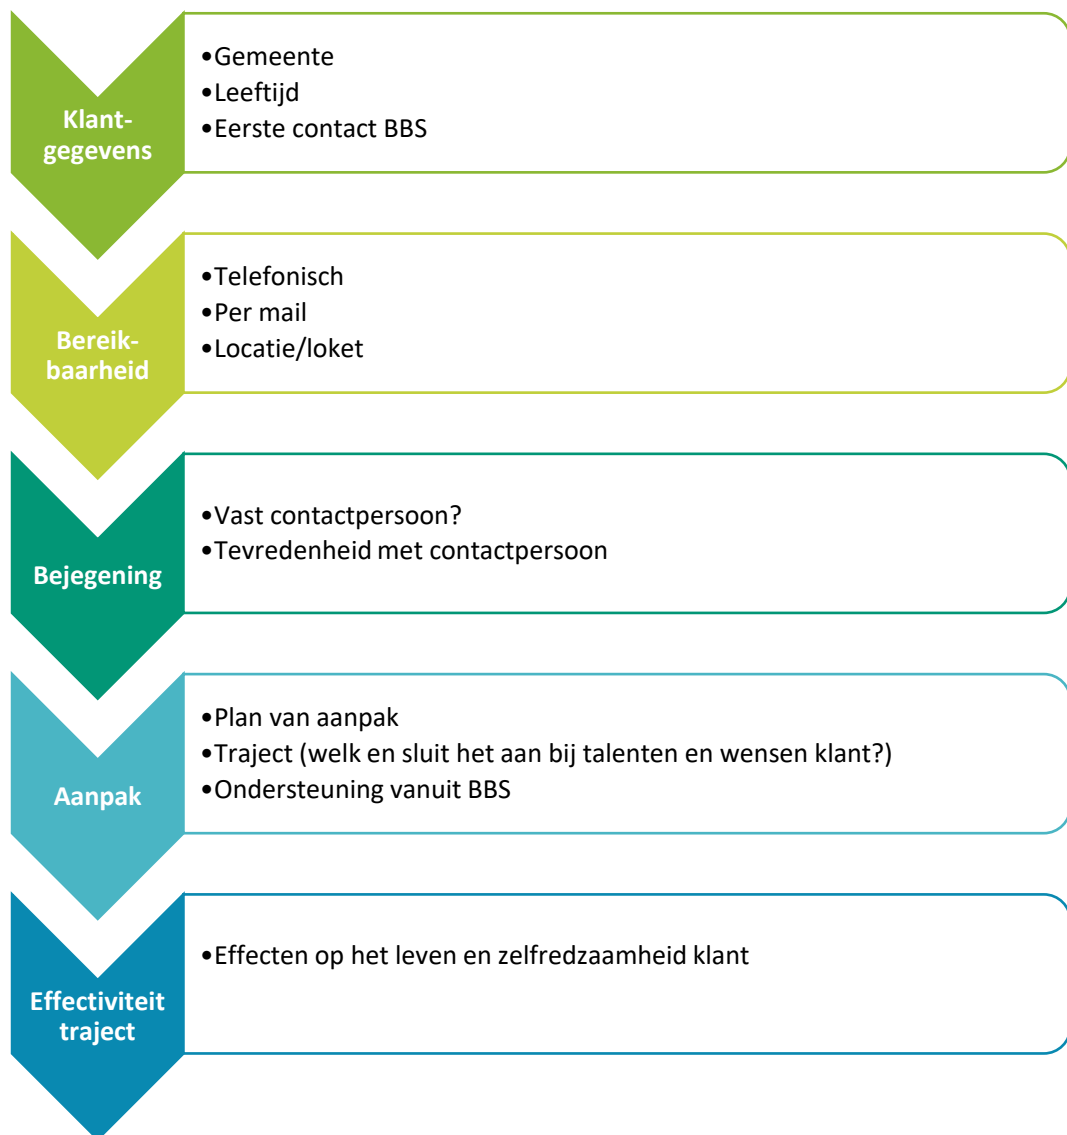 Klant-
gegevens
•Gemeente
•Leeftijd
•Eerste contact BBS
Bereik-
baarheid
•Telefonisch
•Per mail
•Locatie/loket
Bejegening
•Vast contactpersoon?
•Tevredenheid met contactpersoon
Aanpak
•Plan van aanpak
•Traject (welk en sluit het aan bij talenten en wensen klant?)
•Ondersteuning vanuit BBS
Effectiviteit
traject
•Effecten op het leven en zelfredzaamheid klant